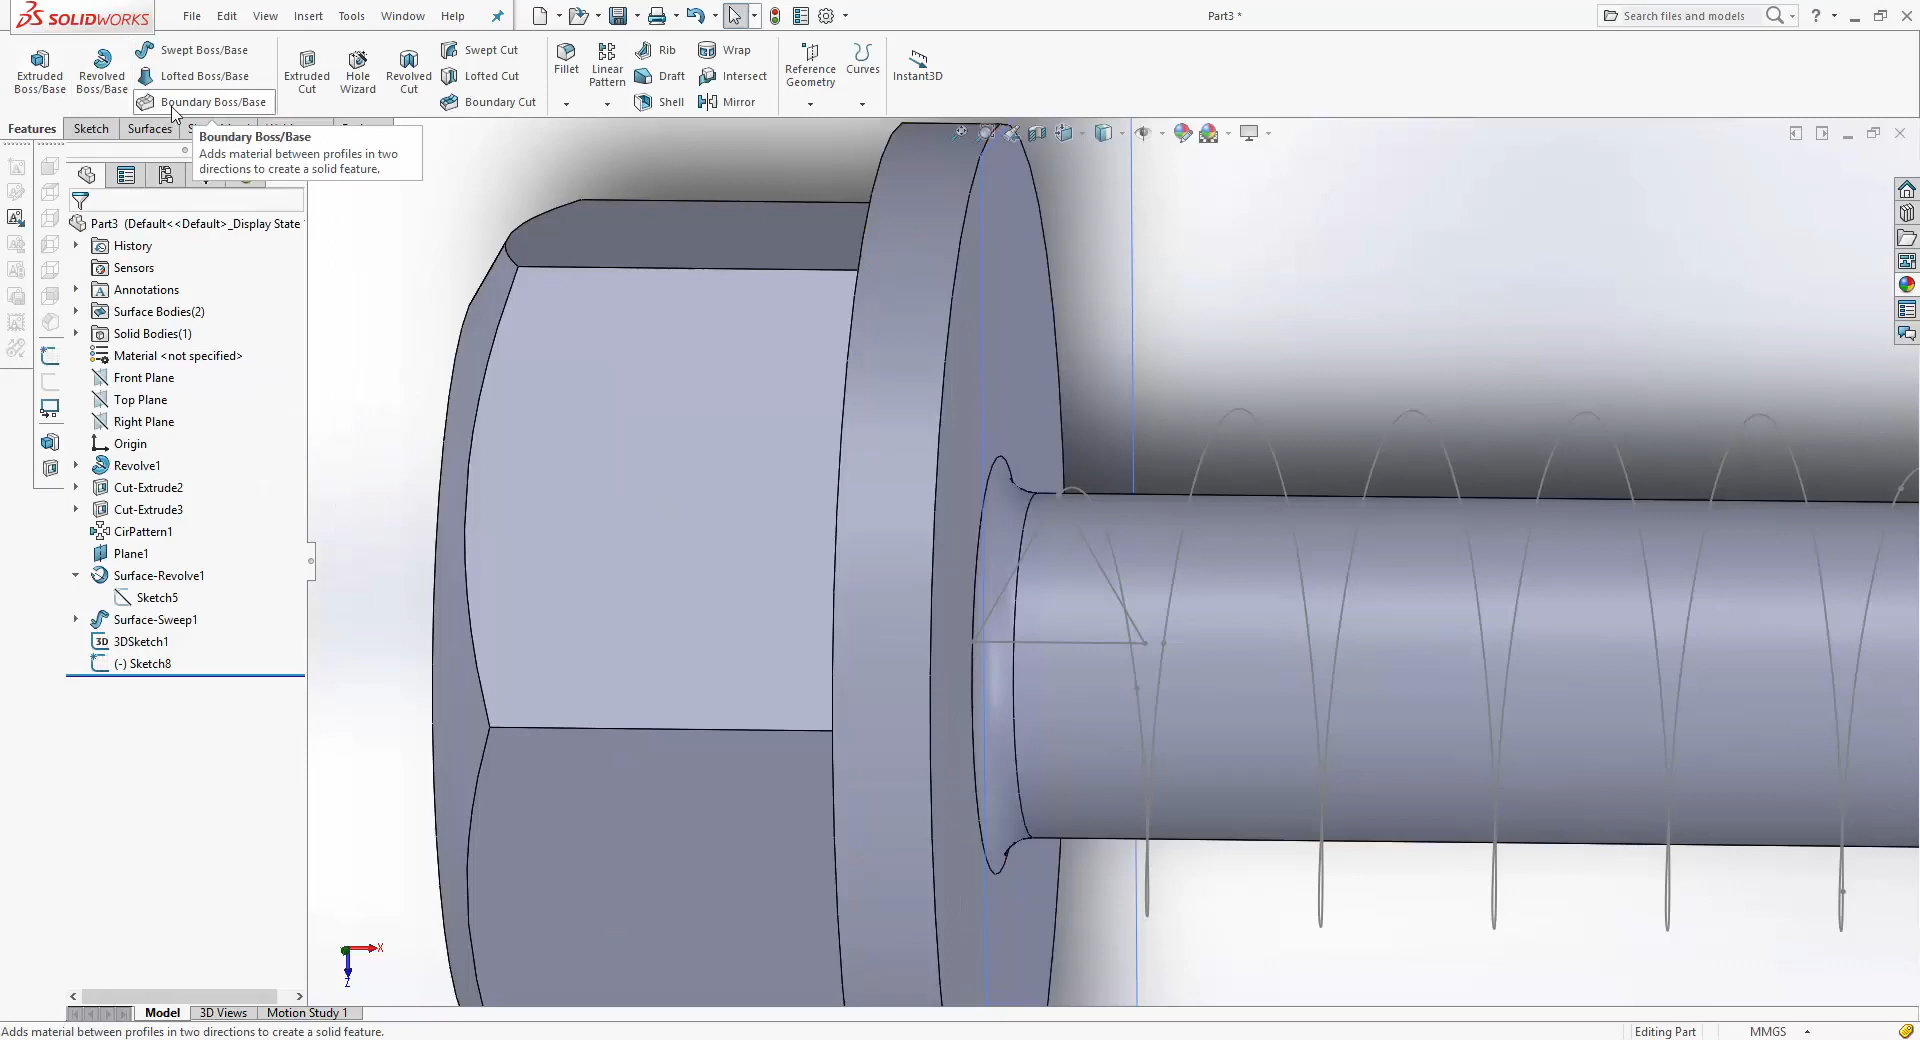 SOLIDWORKS
File Edit View Insert Tools Window Help
Part3 *
Search files and models
?
Extruded Boss/Base
Revolved Boss/Base
Swept Boss/Base
Lofted Boss/Base
Boundary Boss/Base
Extruded Cut
Hole Wizard
Revolved Cut
Swept Cut
Lofted Cut
Boundary Cut
Fillet
Linear Pattern
Rib
Draft
Shell
Wrap
Intersect
Mirror
Reference Geometry
Curves
Instant3D
Features Sketch Surfaces
Boundary Boss/Base
Adds material between profiles in two
directions to create a solid feature.
Part3 (Default<<Default>_Display State
History
Sensors
Annotations
Surface Bodies(2)
Solid Bodies(1)
Material <not specified>
Front Plane
Top Plane
Right Plane
Origin
Revolve1
Cut-Extrude2
Cut-Extrude3
CirPattern1
Plane1
Surface-Revolve1
Sketch5
Surface-Sweep1
3D 3DSketch1
(-) Sketch8
X
Z
Model 3D Views Motion Study 1
Adds material between profiles in two directions to create a solid feature.
Editing Part
MMGS